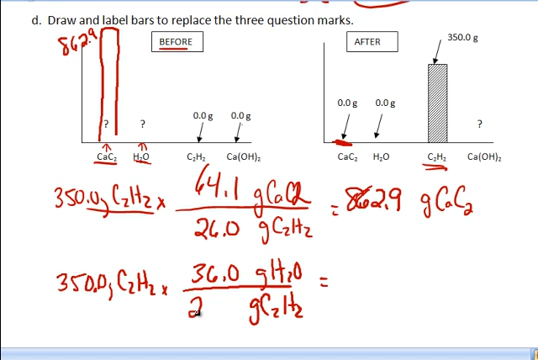 d. Draw and label bars to replace the three question marks.
862.9
BEFORE
AFTER
350.0 g
? ? 0.0 g 0.0 g
0.0 g 0.0 g ?
CaC₂ H₂O C₂H₂ Ca(OH)₂
CaC₂ H₂O C₂H₂ Ca(OH)₂
350.0g C₂H₂ × 64.1 g CaC2 / 26.0 g C₂H₂ = 862.9 g CaC₂
350.0g C₂H₂ × 36.0 g H₂O / 2 g C₂H₂ =